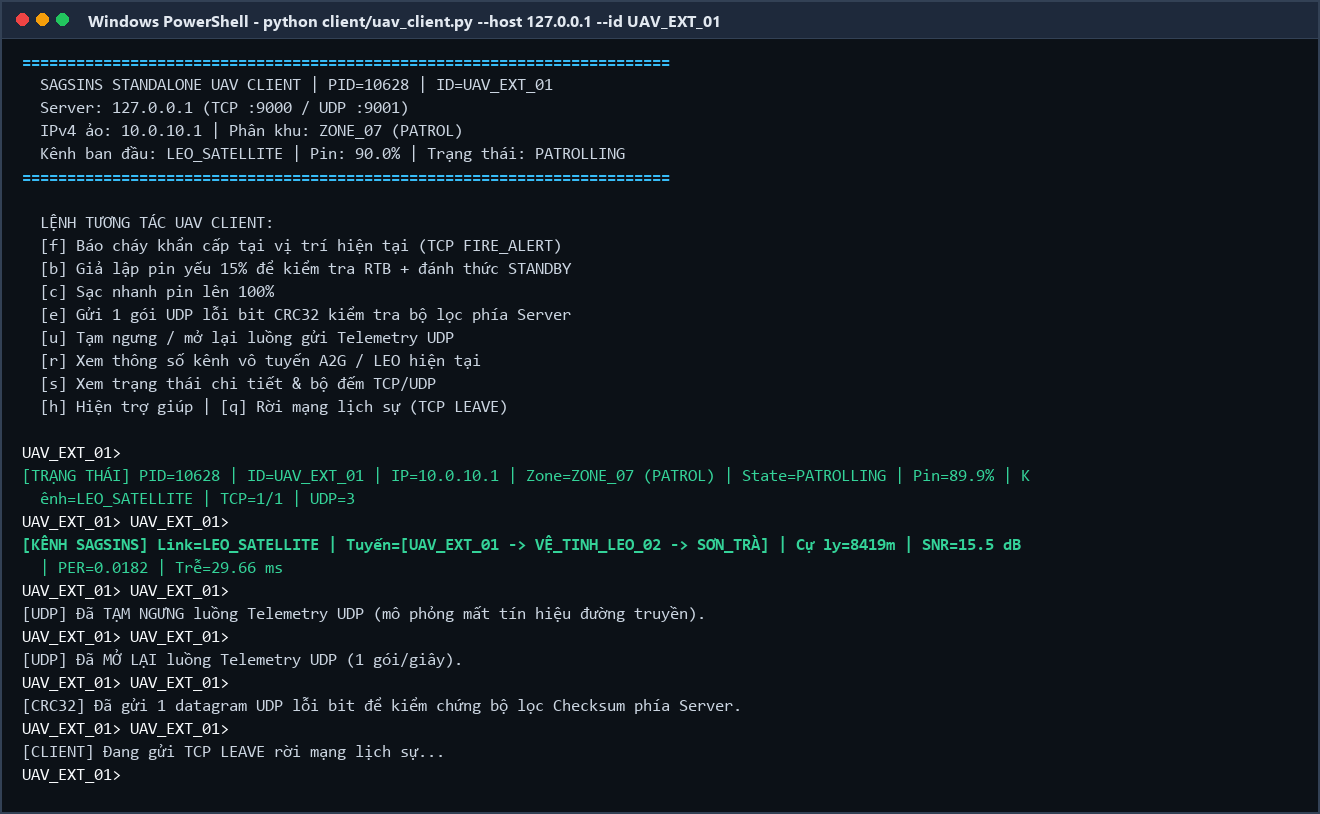 Windows PowerShell - python client/uav_client.py --host 127.0.0.1 --id UAV_EXT_01
========================================================================
SAGSINS STANDALONE UAV CLIENT | PID=10628 | ID=UAV_EXT_01
Server: 127.0.0.1 (TCP :9000 / UDP :9001)
IPv4 ảo: 10.0.10.1 | Phân khu: ZONE_07 (PATROL)
Kênh ban đầu: LEO_SATELLITE | Pin: 90.0% | Trạng thái: PATROLLING
========================================================================
LỆNH TƯƠNG TÁC UAV CLIENT:
[f] Báo cháy khẩn cấp tại vị trí hiện tại (TCP FIRE_ALERT)
[b] Giả lập pin yếu 15% để kiểm tra RTB + đánh thức STANDBY
[c] Sạc nhanh pin lên 100%
[e] Gửi 1 gói UDP lỗi bit CRC32 kiểm tra bộ lọc phía Server
[u] Tạm ngưng / mở lại luồng gửi Telemetry UDP
[r] Xem thông số kênh vô tuyến A2G / LEO hiện tại
[s] Xem trạng thái chi tiết & bộ đếm TCP/UDP
[h] Hiện trợ giúp | [q] Rời mạng lịch sự (TCP LEAVE)
UAV_EXT_01>
[TRẠNG THÁI] PID=10628 | ID=UAV_EXT_01 | IP=10.0.10.1 | Zone=ZONE_07 (PATROL) | State=PATROLLING | Pin=89.9% | K
ênh=LEO_SATELLITE | TCP=1/1 | UDP=3
UAV_EXT_01> UAV_EXT_01>
[KÊNH SAGSINS] Link=LEO_SATELLITE | Tuyến=[UAV_EXT_01 -> VỆ_TINH_LEO_02 -> SƠN_TRÀ] | Cự ly=8419m | SNR=15.5 dB
| PER=0.0182 | Trễ=29.66 ms
UAV_EXT_01> UAV_EXT_01>
[UDP] Đã TẠM NGƯNG luồng Telemetry UDP (mô phỏng mất tín hiệu đường truyền).
UAV_EXT_01> UAV_EXT_01>
[UDP] Đã MỞ LẠI luồng Telemetry UDP (1 gói/giây).
UAV_EXT_01> UAV_EXT_01>
[CRC32] Đã gửi 1 datagram UDP lỗi bit để kiểm chứng bộ lọc Checksum phía Server.
UAV_EXT_01> UAV_EXT_01>
[CLIENT] Đang gửi TCP LEAVE rời mạng lịch sự...
UAV_EXT_01>